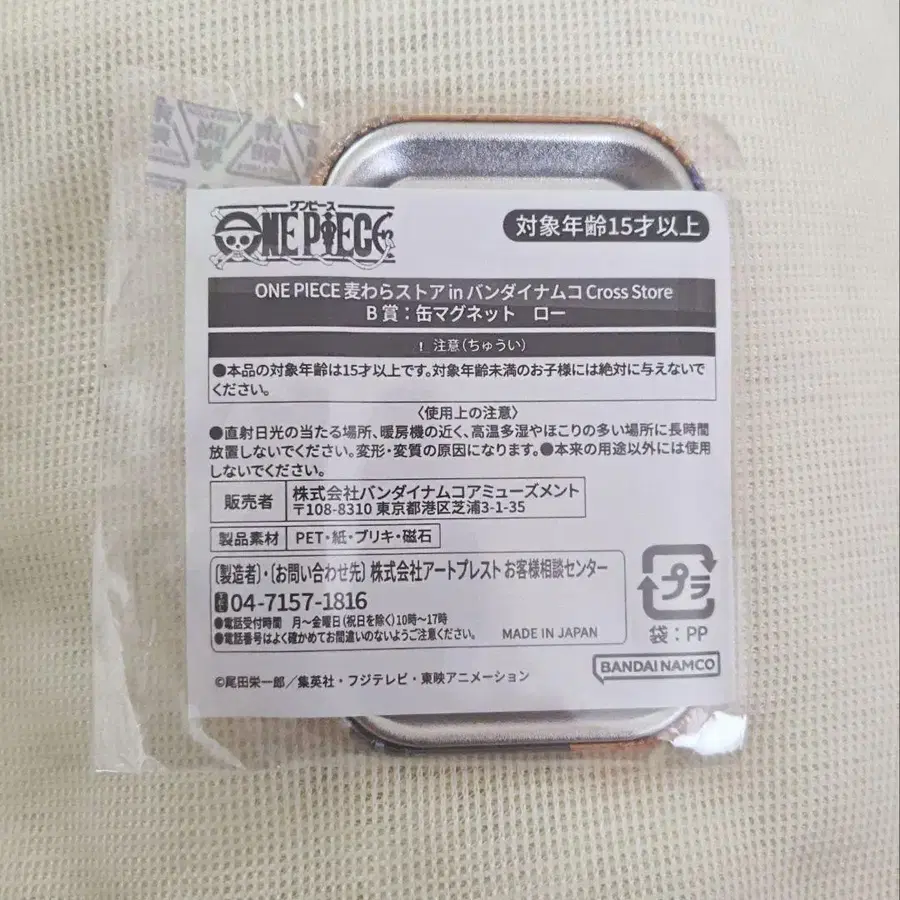 ワンピース
ONE PIECE
対象年齢15才以上
ONE PIECE 麦わらストア in バンダイナムコ Cross Store
B 賞：缶マグネット　ロー
！ 注意（ちゅうい）
●本品の対象年齢は15才以上です。対象年齢未満のお子様には絶対に与えないで
ください。
〈使用上の注意〉
●直射日光の当たる場所、暖房機の近く、高温多湿やほこりの多い場所に長時間
放置しないでください。変形・変質の原因になります。●本来の用途以外には使用
しないでください。
販売者
株式会社バンダイナムコアミューズメント
〒108-8310 東京都港区芝浦3-1-35
製品素材
PET・紙・ブリキ・磁石
〔製造者〕・〔お問い合わせ先〕 株式会社アートプレスト お客様相談センター
TEL 04-7157-1816
●電話受付時間　月～金曜日（祝日を除く）10時～17時
●電話番号はよく確かめてお間違いのないようご注意ください。
MADE IN JAPAN
プラ
袋：PP
BANDAI NAMCO
©尾田栄一郎／集英社・フジテレビ・東映アニメーション